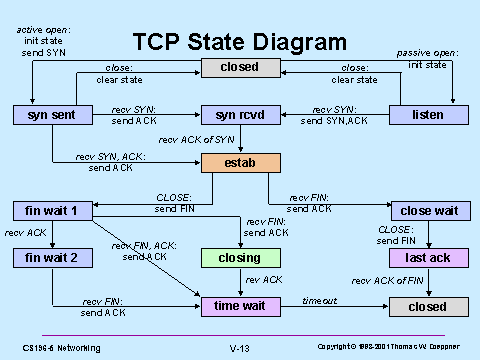 active open:
init state
send SYN
TCP State Diagram
passive open:
init state
close:
clear state
closed
close:
clear state
syn sent
recv SYN:
send ACK
syn rcvd
recv SYN:
send SYN,ACK
listen
recv ACK of SYN
recv SYN, ACK:
send ACK
estab
CLOSE:
send FIN
recv FIN:
send ACK
fin wait 1
close wait
recv FIN:
send ACK
recv ACK
CLOSE:
send FIN
recv FIN, ACK:
send ACK
fin wait 2
closing
last ack
rev ACK
recv ACK of FIN
recv FIN:
send ACK
time wait
timeout
closed
CS196-5 Networking
V-13
Copyright © 1998-2001 Thomas W. Doeppner